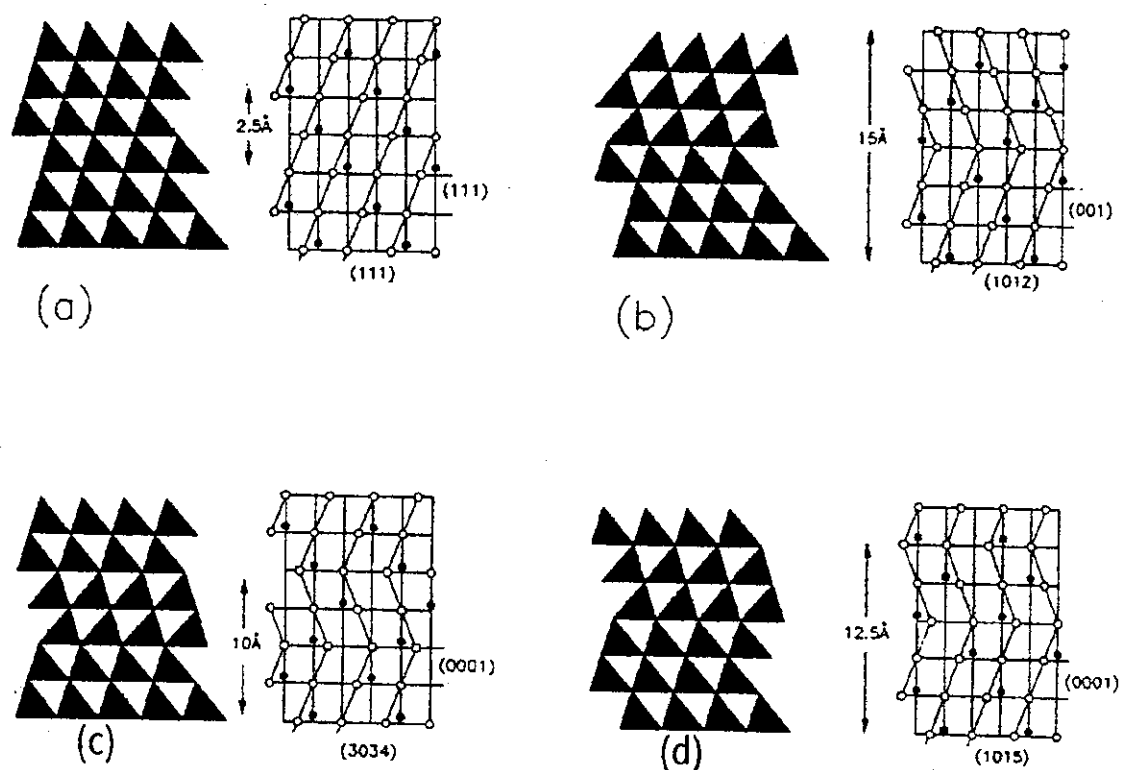 2.5Å
(111)
(111)
(a)
15Å
(001)
(1012)
(b)
10Å
(0001)
(3034)
(c)
12.5Å
(0001)
(1015)
(d)